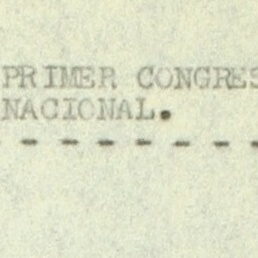 PRIMER CONGRES
NACIONAL.
- - - - - - -